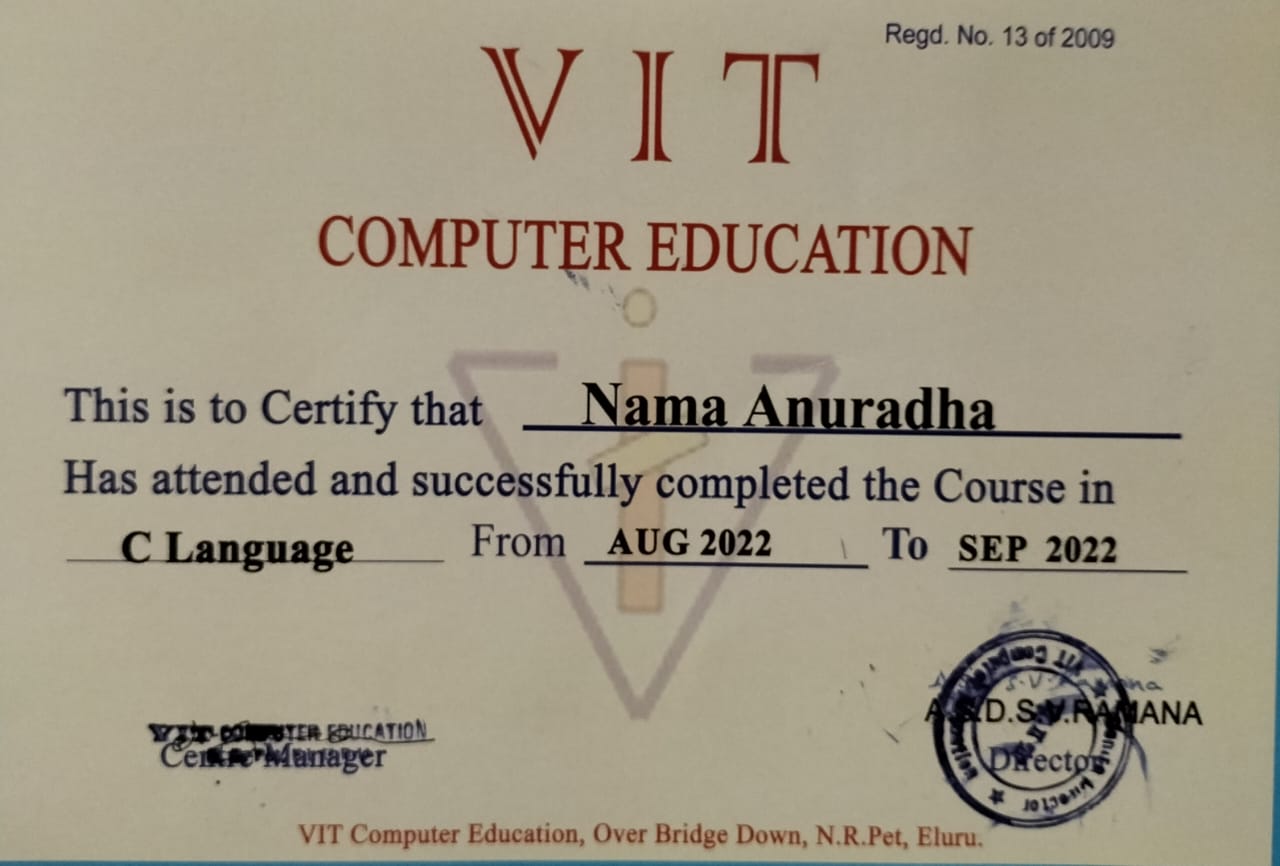 Regd. No. 13 of 2009
VIT
COMPUTER EDUCATION
This is to Certify that Nama Anuradha
Has attended and successfully completed the Course in
C Language From AUG 2022 To SEP 2022
COMPUTER EDUCATION
Centre Manager
D.S.V.RAMANA
Director
VIT Computer Education, Over Bridge Down, N.R.Pet, Eluru.